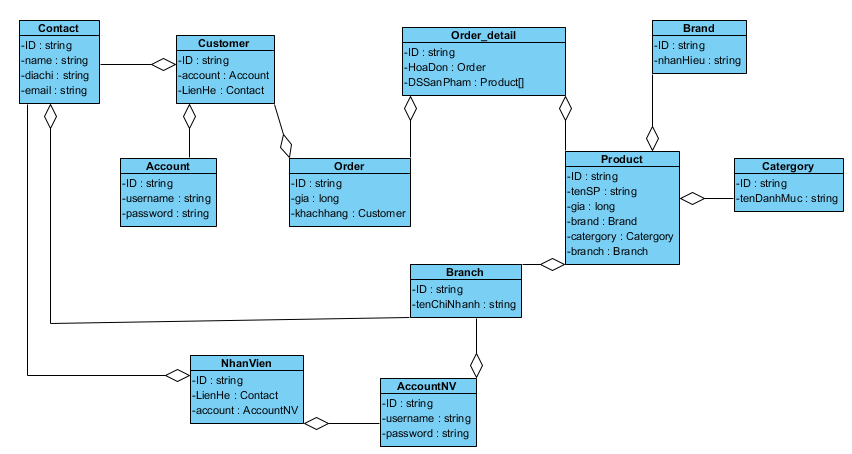 Contact
-ID : string
-name : string
-diachi : string
-email : string
Customer
-ID : string
-account : Account
-LienHe : Contact
Order_detail
-ID : string
-HoaDon : Order
-DSSanPham : Product[]
Brand
-ID : string
-nhanHieu : string
Account
-ID : string
-username : string
-password : string
Order
-ID : string
-gia : long
-khachhang : Customer
Product
-ID : string
-tenSP : string
-gia : long
-brand : Brand
-catergory : Catergory
-branch : Branch
Catergory
-ID : string
-tenDanhMuc : string
Branch
-ID : string
-tenChiNhanh : string
NhanVien
-ID : string
-LienHe : Contact
-account : AccountNV
AccountNV
-ID : string
-username : string
-password : string